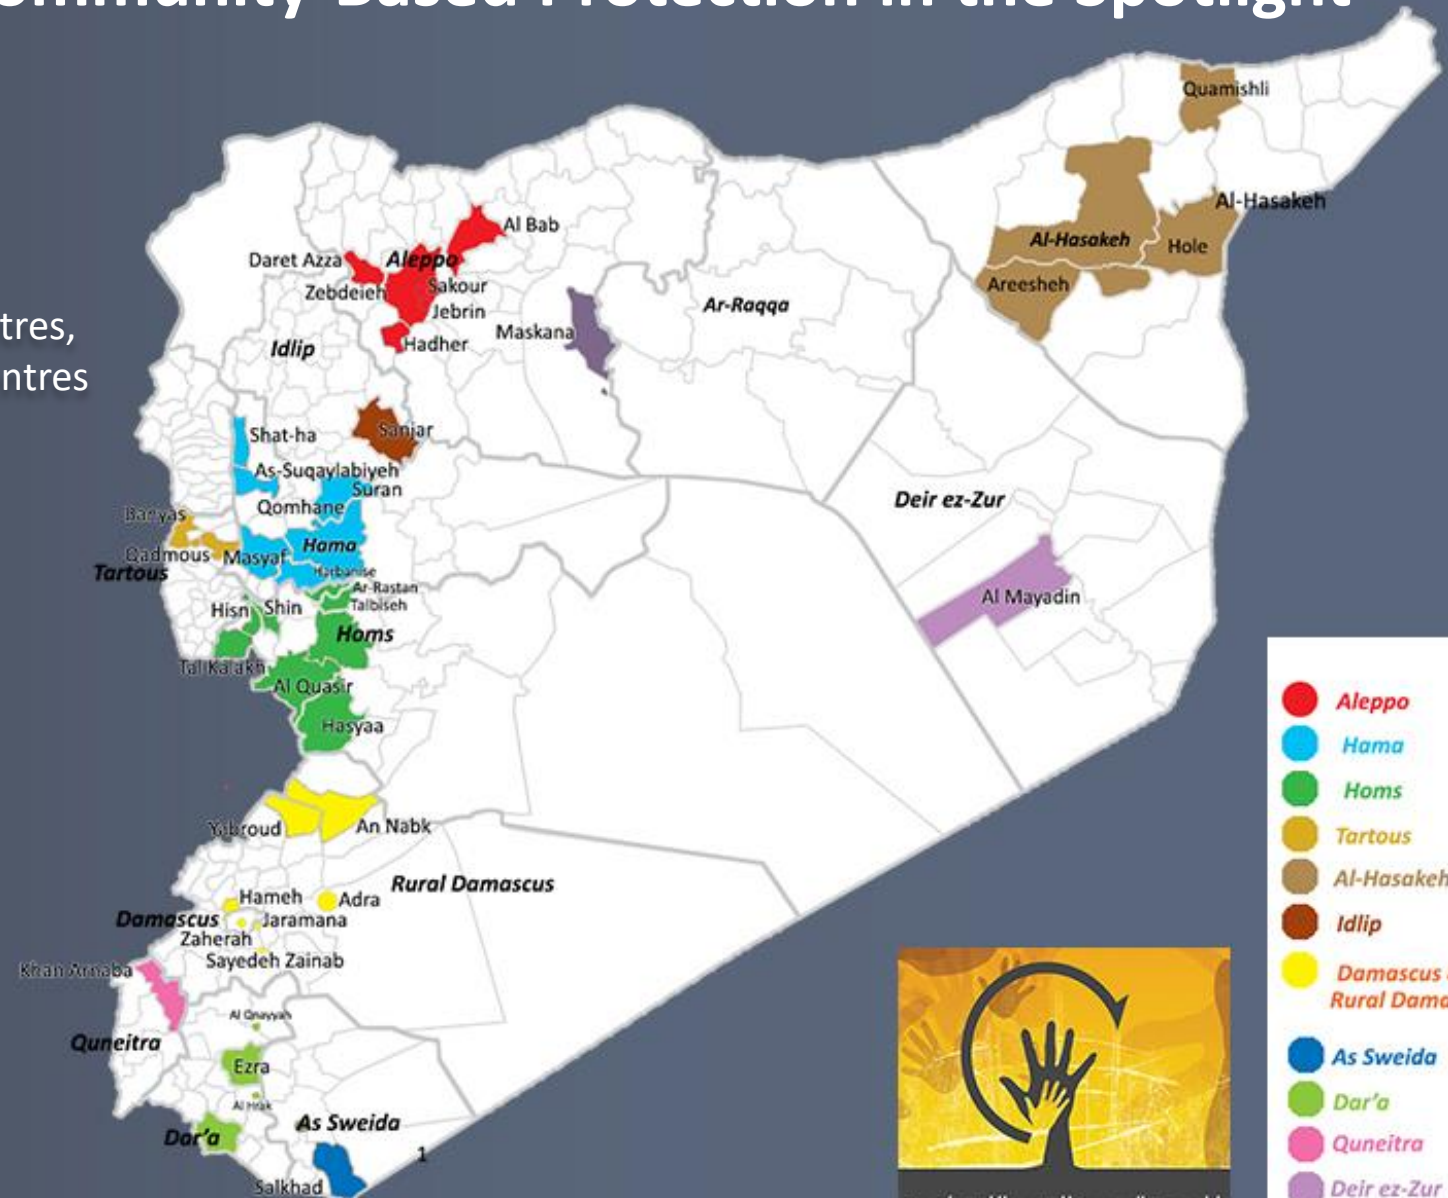 Community-Based Protection in the Spotlight
tres,
ntres
Quamishli
Al-Hasakeh
Al-Hasakeh
Hole
Areesheh
Al Bab
Daret Azza
Aleppo
Zebdeieh
Sakour
Jebrin
Hadher
Maskana
Ar-Raqqa
Idlip
Sanjar
Shat-ha
As-Suqaylabiyeh
Suran
Qomhane
Banyas
Qadmous
Masyaf
Hama
Tartous
Harbanise
Ar-Rastan
Talbiseh
Hisn
Shin
Homs
Tal Kalakh
Al Quasir
Hasyaa
Deir ez-Zur
Al Mayadin
Yabroud
An Nabk
Rural Damascus
Hameh
Adra
Damascus
Jaramana
Zaherah
Sayedeh Zainab
Khan Arnaba
Al Qnayyah
Quneitra
Ezra
Al Hrak
Dar'a
As Sweida
1
Salkhad
Aleppo
Hama
Homs
Tartous
Al-Hasakeh
Idlip
Damascus
Rural Dama
As Sweida
Dar'a
Quneitra
Deir ez-Zur